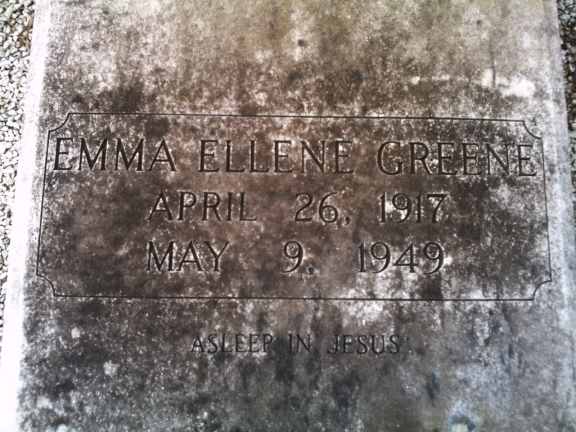 EMMA ELLENE GREENE
APRIL 26, 1917
MAY 9, 1949
ASLEEP IN JESUS